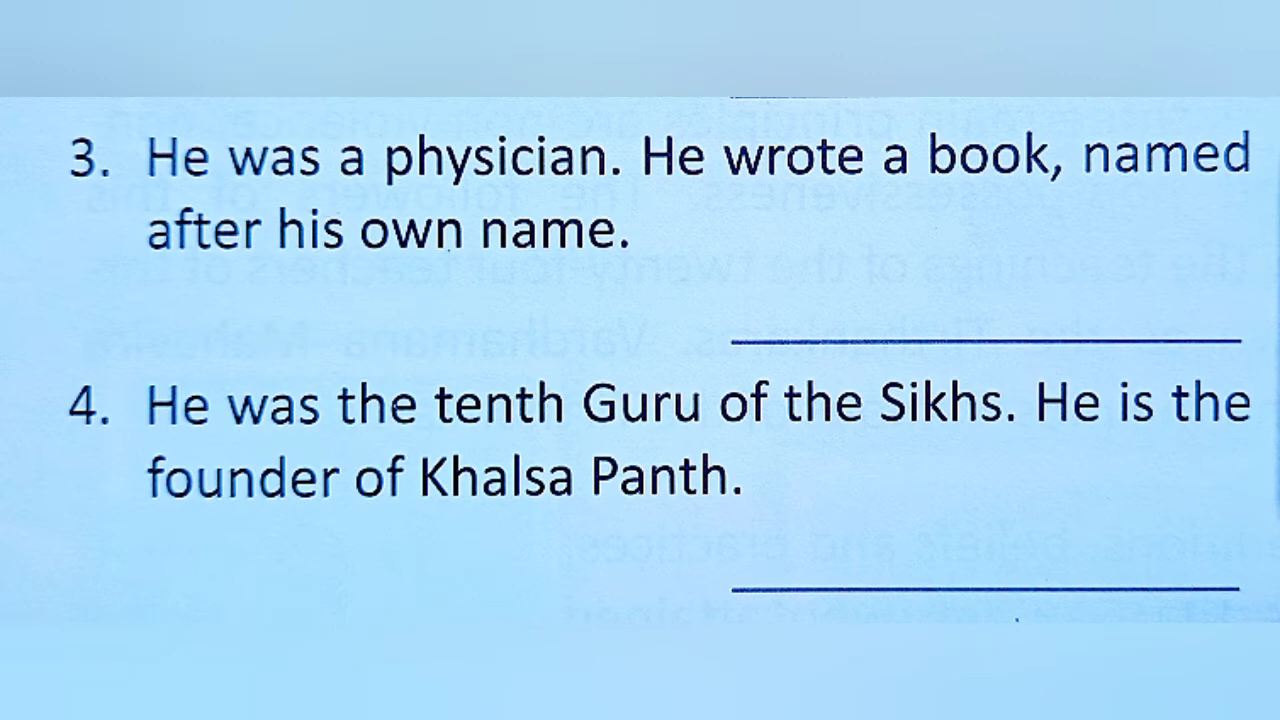 3. He was a physician. He wrote a book, named
after his own name.
4. He was the tenth Guru of the Sikhs. He is the
founder of Khalsa Panth.